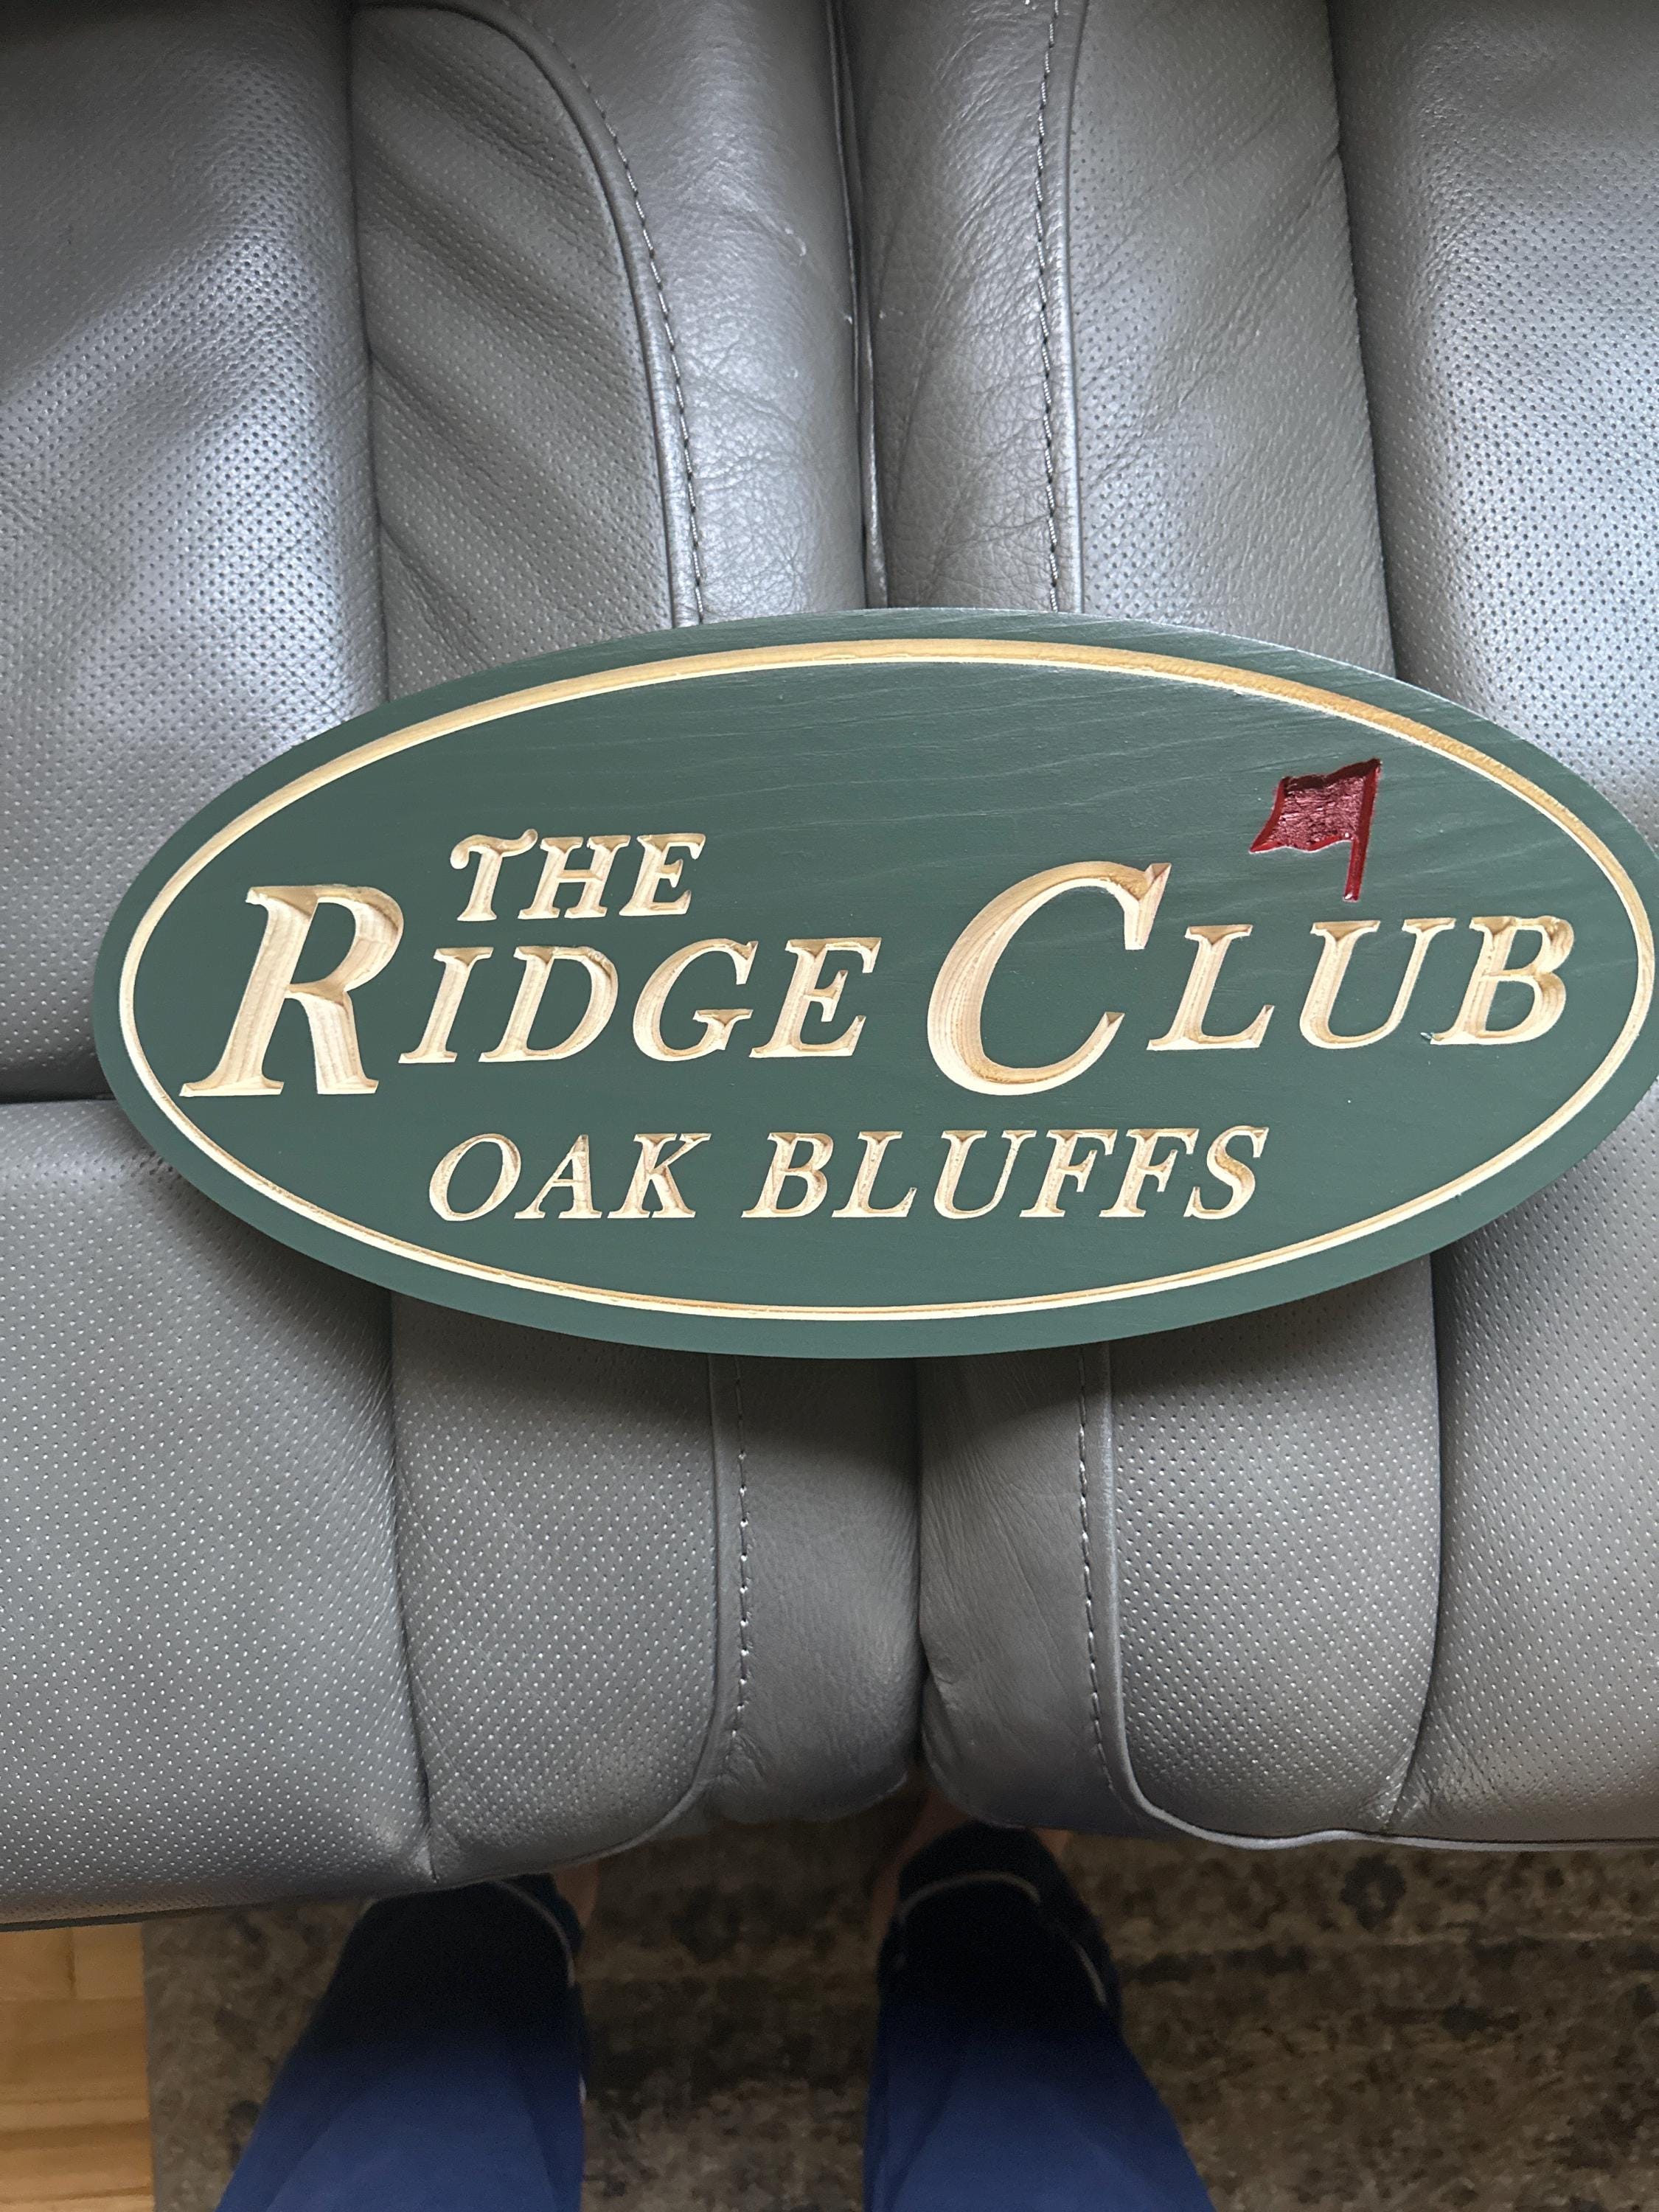 THE
RIDGE CLUB
OAK BLUFFS